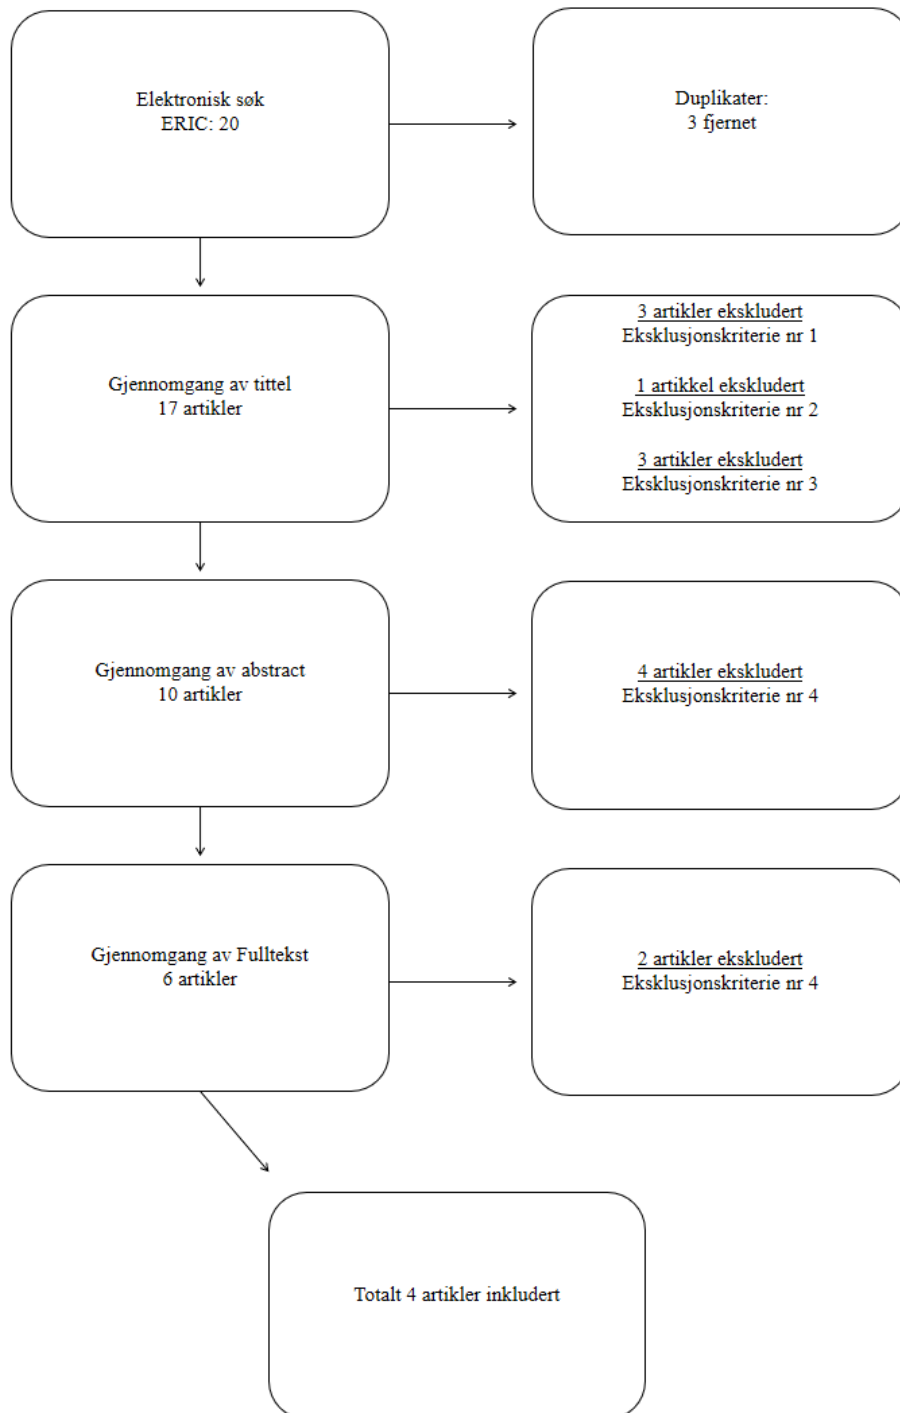 Elektronisk søk
ERIC: 20
Duplikater:
3 fjernet
Gjennomgang av tittel
17 artikler
3 artikler ekskludert
Eksklusjonskriterie nr 1
1 artikkel ekskludert
Eksklusjonskriterie nr 2
3 artikler ekskludert
Eksklusjonskriterie nr 3
Gjennomgang av abstract
10 artikler
4 artikler ekskludert
Eksklusjonskriterie nr 4
Gjennomgang av Fulltekst
6 artikler
2 artikler ekskludert
Eksklusjonskriterie nr 4
Totalt 4 artikler inkludert